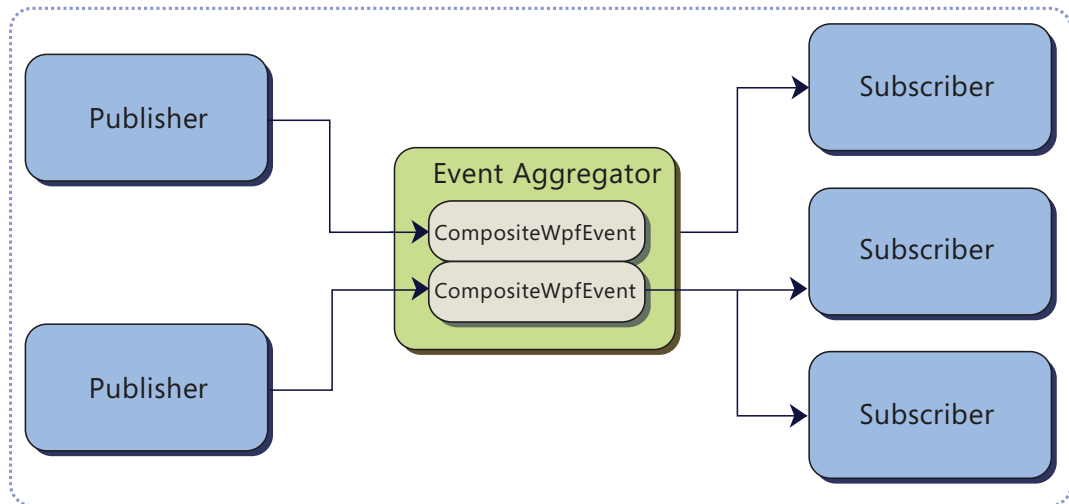 Publisher
Subscriber
Event Aggregator
CompositeWpfEvent
CompositeWpfEvent
Subscriber
Publisher
Subscriber